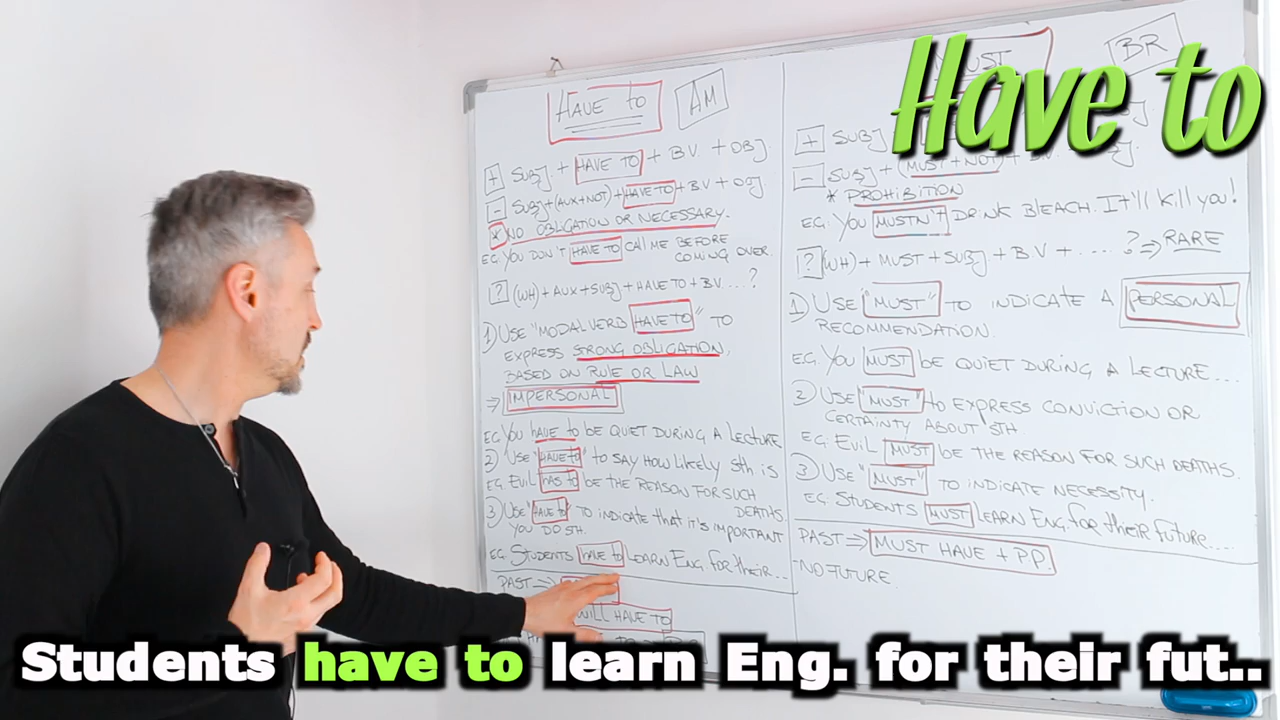 Have to
HAVE TO
AM
+ SUBJ + HAVE TO + B.V. + OBJ.
- SUBJ+(AUX+NOT)+HAVE TO+B.V+OBJ
* NO OBLIGATION OR NECESSARY.
EG. YOU DON'T HAVE TO CALL ME BEFORE
COMING OVER.
? (WH)+AUX+SUBJ+HAVE TO+B.V....?
1) USE "MODAL VERB HAVE TO" TO
EXPRESS STRONG OBLIGATION,
BASED ON RULE OR LAW
⇒ IMPERSONAL
EG. YOU HAVE TO BE QUIET DURING A LECTURE
2) USE "HAVE TO" TO SAY HOW LIKELY STH IS
EG. EVIL HAS TO BE THE REASON FOR SUCH
DEATHS.
3) USE "HAVE TO" TO INDICATE THAT IT'S IMPORTANT
YOU DO STH.
EG. STUDENTS HAVE TO LEARN ENG. FOR THEIR...
PAST ⇒
WILL HAVE TO
MUST
BR
+ SUBJ
- SUBJ + (MUST+NOT)+ B.V. +
* PROHIBITION
EG. YOU MUSTN'T DRINK BLEACH. IT'll kill you!
? (WH) + MUST + SUBJ + B.V + ..... ? ⇒ RARE
1) USE "MUST" TO INDICATE A PERSONAL
RECOMMENDATION.
EG. YOU MUST BE QUIET DURING A LECTURE...
2) USE "MUST" to EXPRESS CONVICTION OR
CERTAINTY ABOUT STH.
EG. EVIL MUST BE THE REASON FOR SUCH DEATHS.
3) USE "MUST" TO INDICATE NECESSITY.
EG. STUDENTS MUST LEARN ENG. for their future....
PAST ⇒ MUST HAVE + P.P.
-NO FUTURE.
Students have to learn Eng. for their fut..